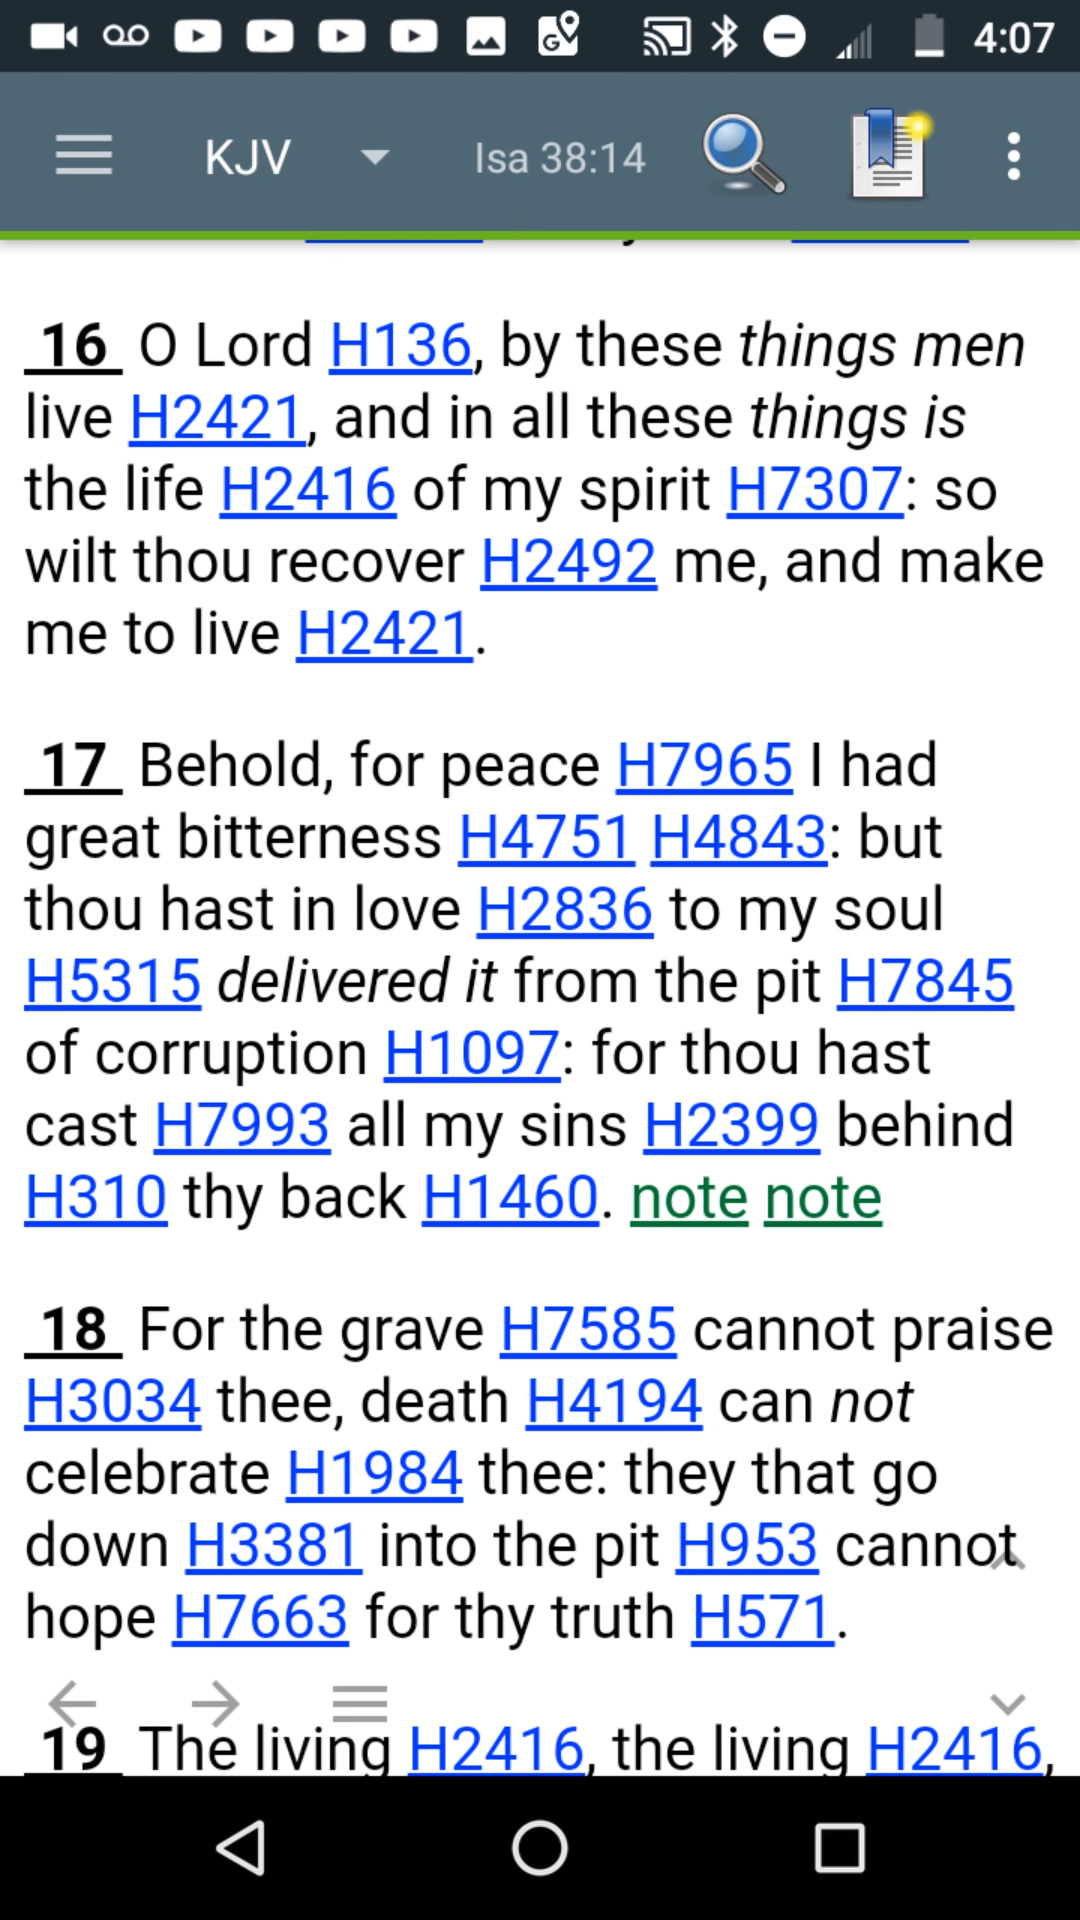 4:07
KJV Isa 38:14
16 O Lord H136, by these things men
live H2421, and in all these things is
the life H2416 of my spirit H7307: so
wilt thou recover H2492 me, and make
me to live H2421.
17 Behold, for peace H7965 I had
great bitterness H4751 H4843: but
thou hast in love H2836 to my soul
H5315 delivered it from the pit H7845
of corruption H1097: for thou hast
cast H7993 all my sins H2399 behind
H310 thy back H1460. note note
18 For the grave H7585 cannot praise
H3034 thee, death H4194 can not
celebrate H1984 thee: they that go
down H3381 into the pit H953 cannot
hope H7663 for thy truth H571.
19 The living H2416, the living H2416,